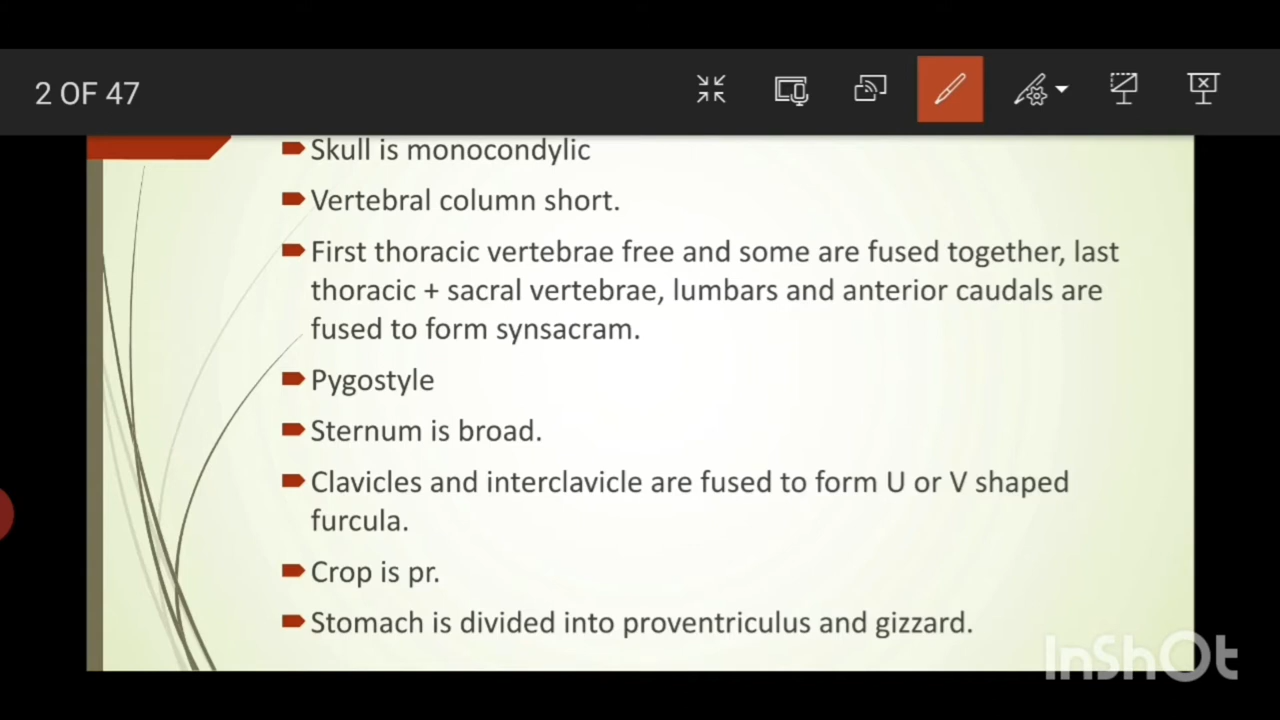 2 OF 47
Skull is monocondylic
Vertebral column short.
First thoracic vertebrae free and some are fused together, last
thoracic + sacral vertebrae, lumbars and anterior caudals are
fused to form synsacram.
Pygostyle
Sternum is broad.
Clavicles and interclavicle are fused to form U or V shaped
furcula.
Crop is pr.
Stomach is divided into proventriculus and gizzard.
InShOt